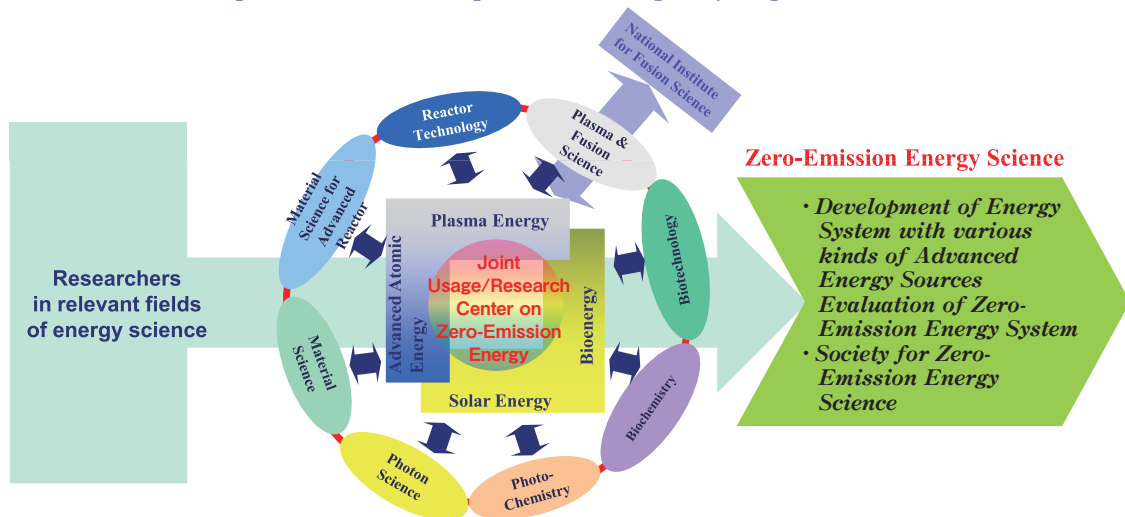 National Institute
for Fusion Science
Reactor
Technology
Plasma &
Fusion
Science
Material
Science for
Advanced
Reactor
Biotechnology
Plasma Energy
Advanced Atomic
Energy
Joint
Usage/Research
Center on
Zero-Emission
Energy
Bioenergy
Solar Energy
Researchers
in relevant fields
of energy science
Material
Science
Photon
Science
Photo-
Chemistry
Biochemistry
Zero-Emission Energy Science
・Development of Energy
System with various
kinds of Advanced
Energy Sources
Evaluation of Zero-
Emission Energy System
・Society for Zero-
Emission Energy
Science